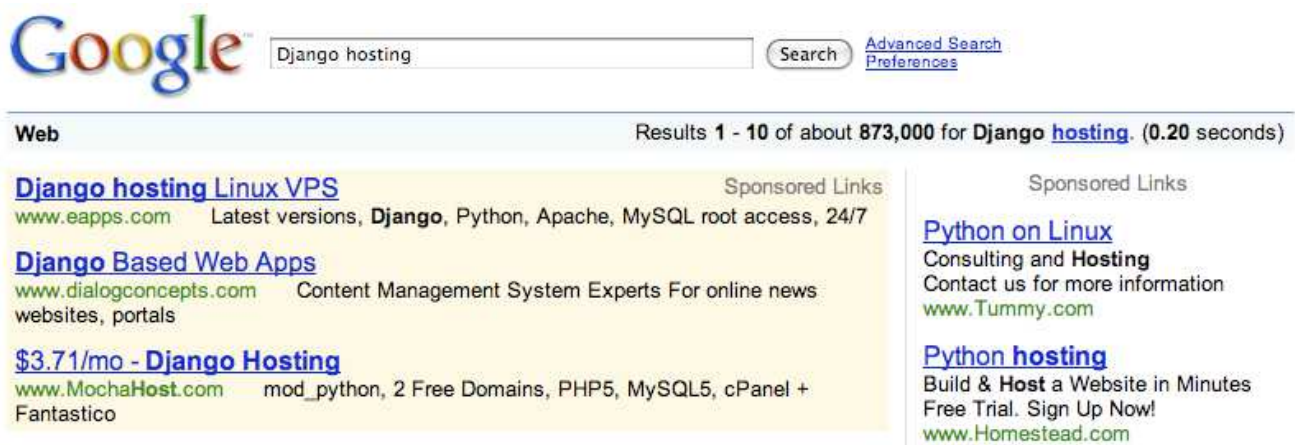 Google™
Django hosting
Search
Advanced Search
Preferences
Web
Results 1 - 10 of about 873,000 for Django hosting. (0.20 seconds)
Django hosting Linux VPS
Sponsored Links
www.eapps.com Latest versions, Django, Python, Apache, MySQL root access, 24/7
Django Based Web Apps
www.dialogconcepts.com Content Management System Experts For online news
websites, portals
$3.71/mo - Django Hosting
www.MochaHost.com mod_python, 2 Free Domains, PHP5, MySQL5, cPanel +
Fantastico
Sponsored Links
Python on Linux
Consulting and Hosting
Contact us for more information
www.Tummy.com
Python hosting
Build & Host a Website in Minutes
Free Trial. Sign Up Now!
www.Homestead.com